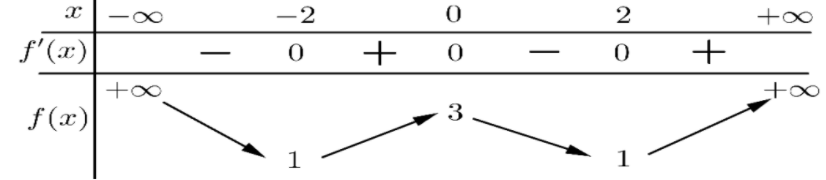 x −∞ −2 0 2 +∞
f′(x) − 0 + 0 − 0 +
+∞ +∞
f(x) 3
1 1